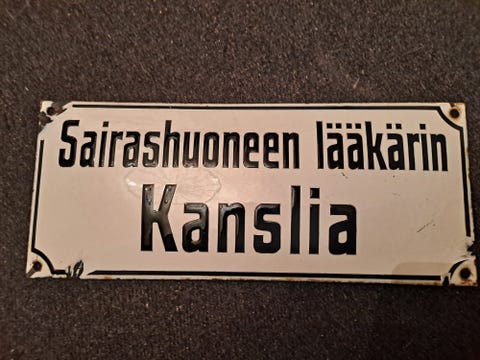 Sairashuoneen lääkärin
Kanslia